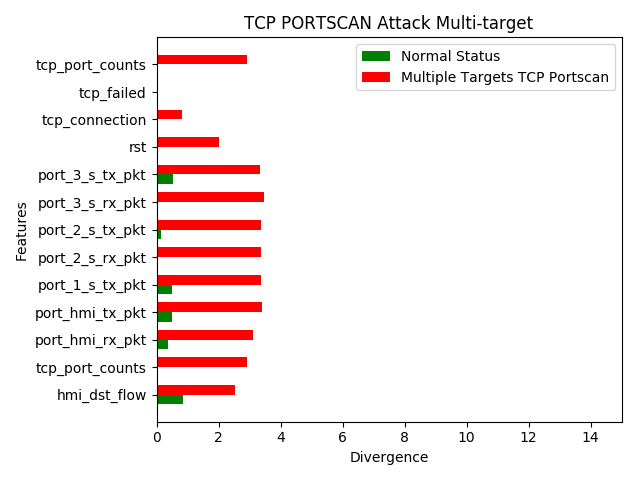 TCP PORTSCAN Attack Multi-target
Normal Status
Multiple Targets TCP Portscan
Features
tcp_port_counts
tcp_failed
tcp_connection
rst
port_3_s_tx_pkt
port_3_s_rx_pkt
port_2_s_tx_pkt
port_2_s_rx_pkt
port_1_s_tx_pkt
port_hmi_tx_pkt
port_hmi_rx_pkt
tcp_port_counts
hmi_dst_flow
0 2 4 6 8 10 12 14
Divergence